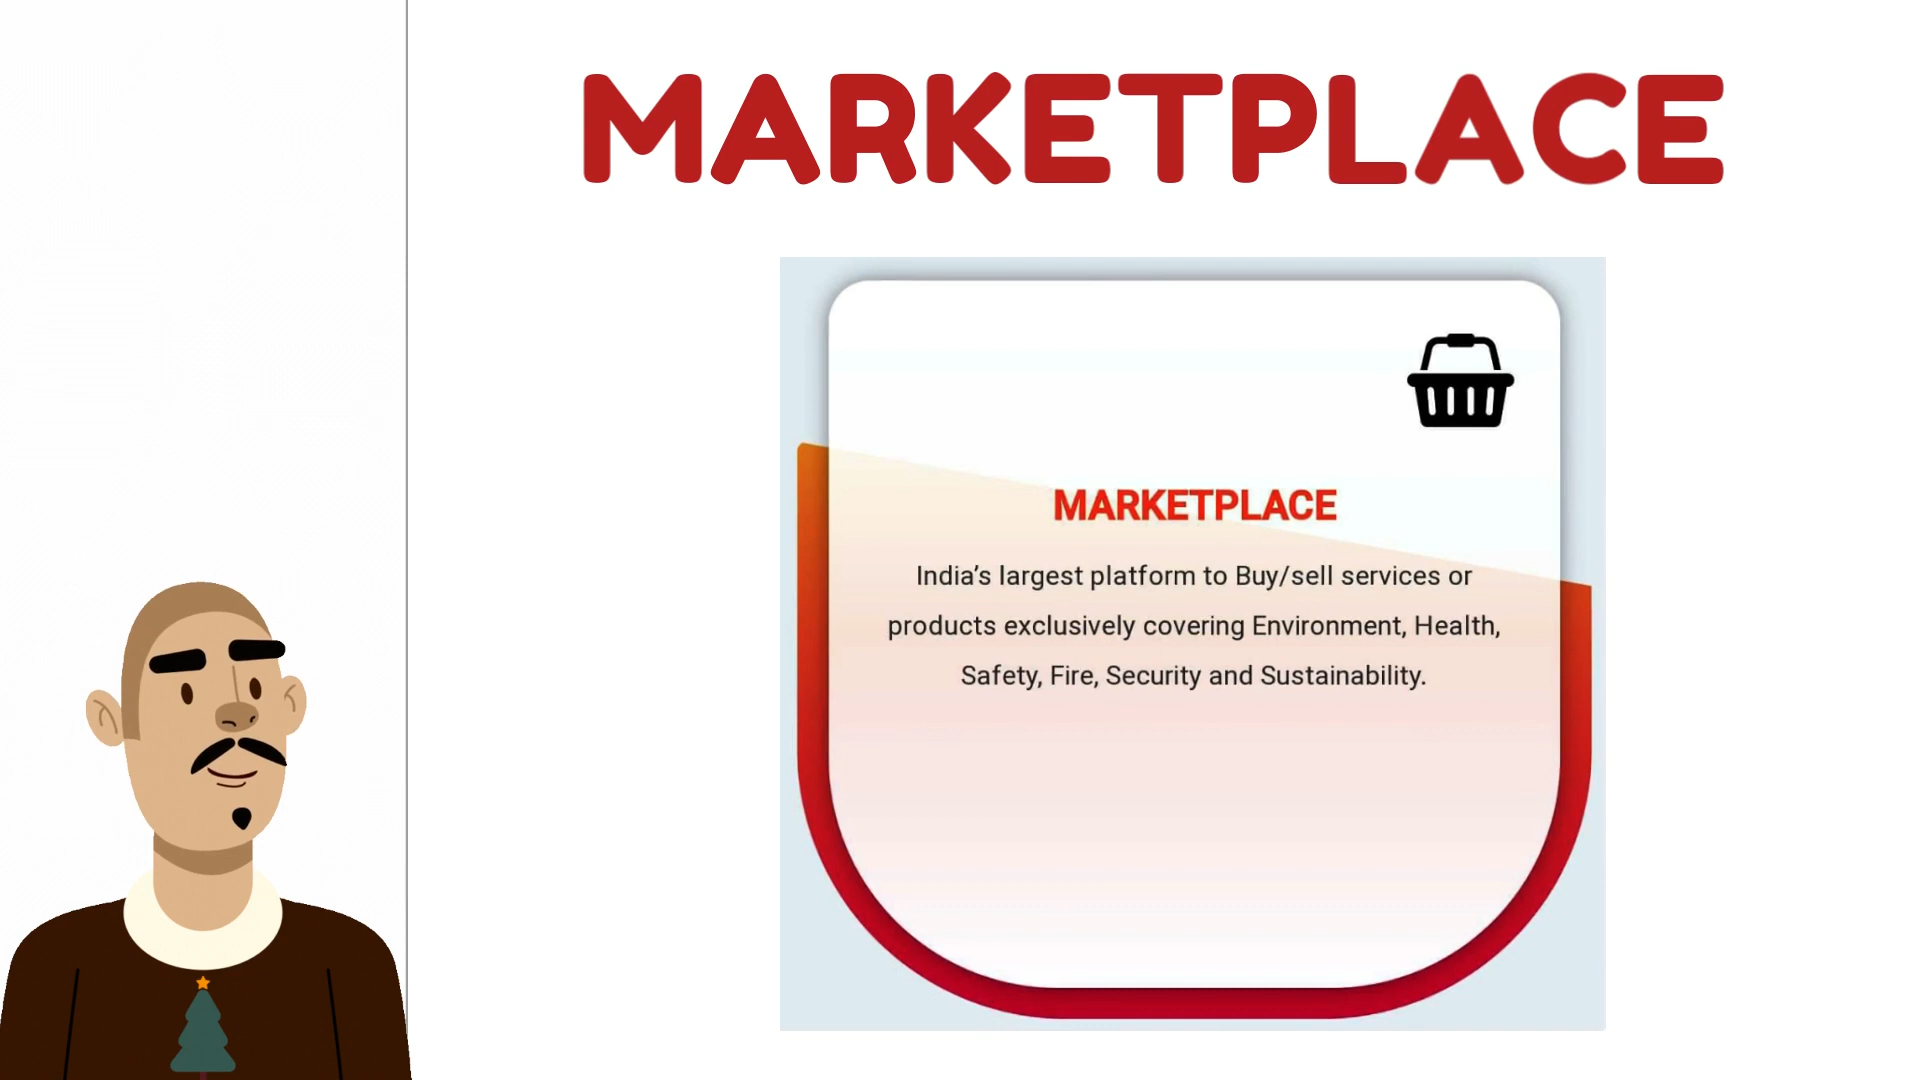 MARKETPLACE
MARKETPLACE
India’s largest platform to Buy/sell services or
products exclusively covering Environment, Health,
Safety, Fire, Security and Sustainability.